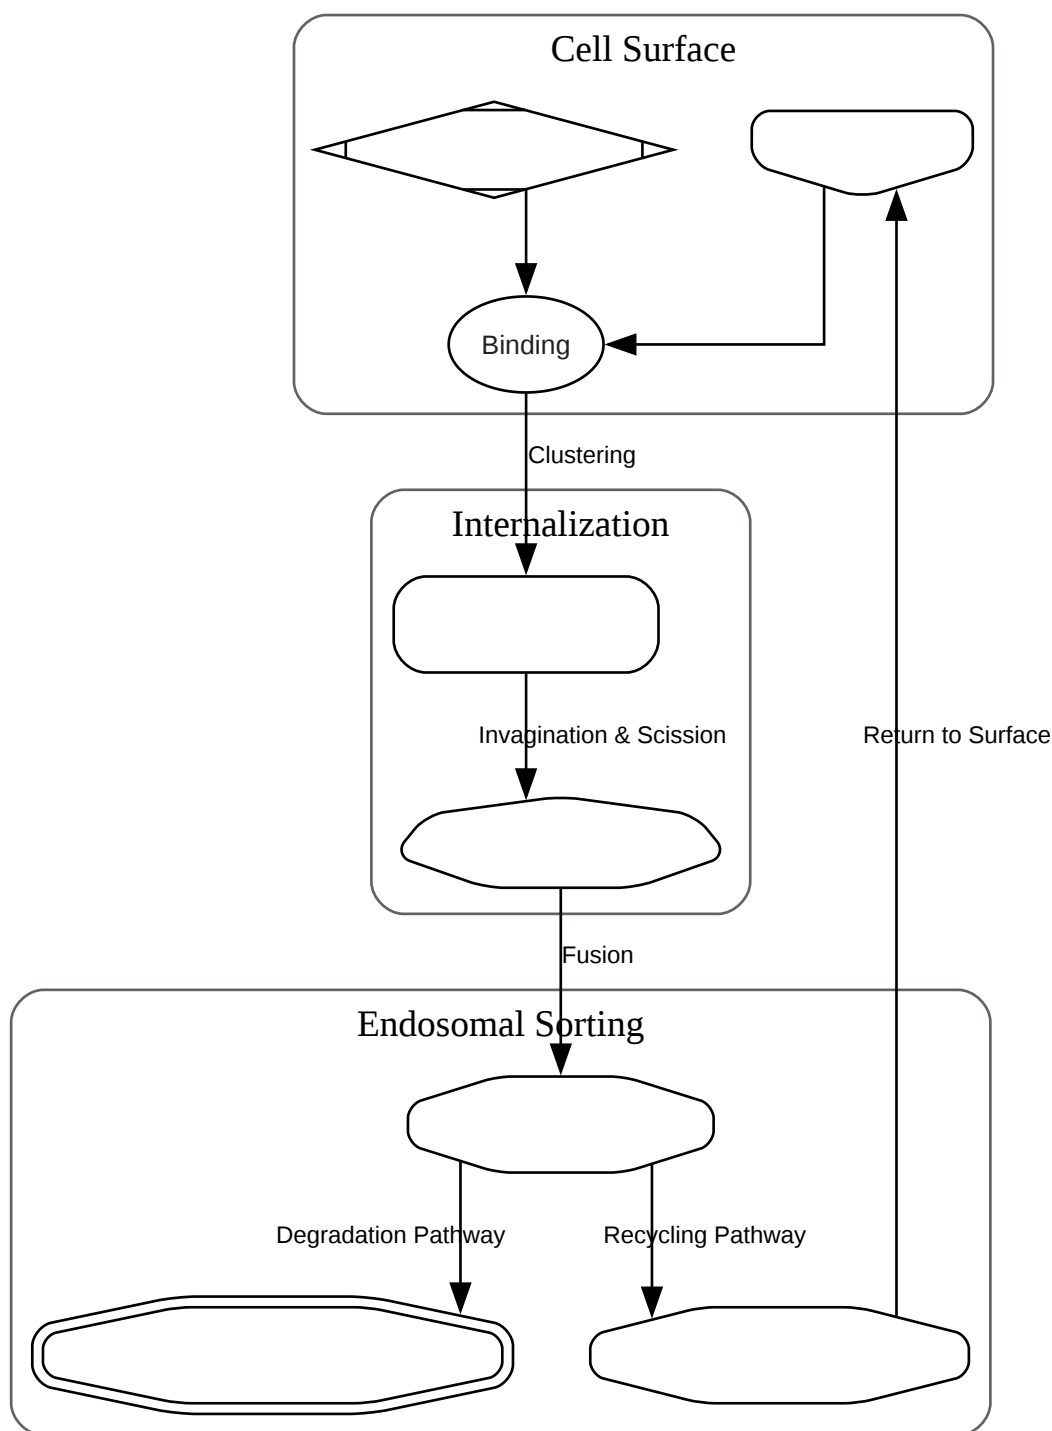 Cell Surface
Binding
Clustering
Internalization
Invagination & Scission
Return to Surface
Fusion
Endosomal Sorting
Degradation Pathway
Recycling Pathway